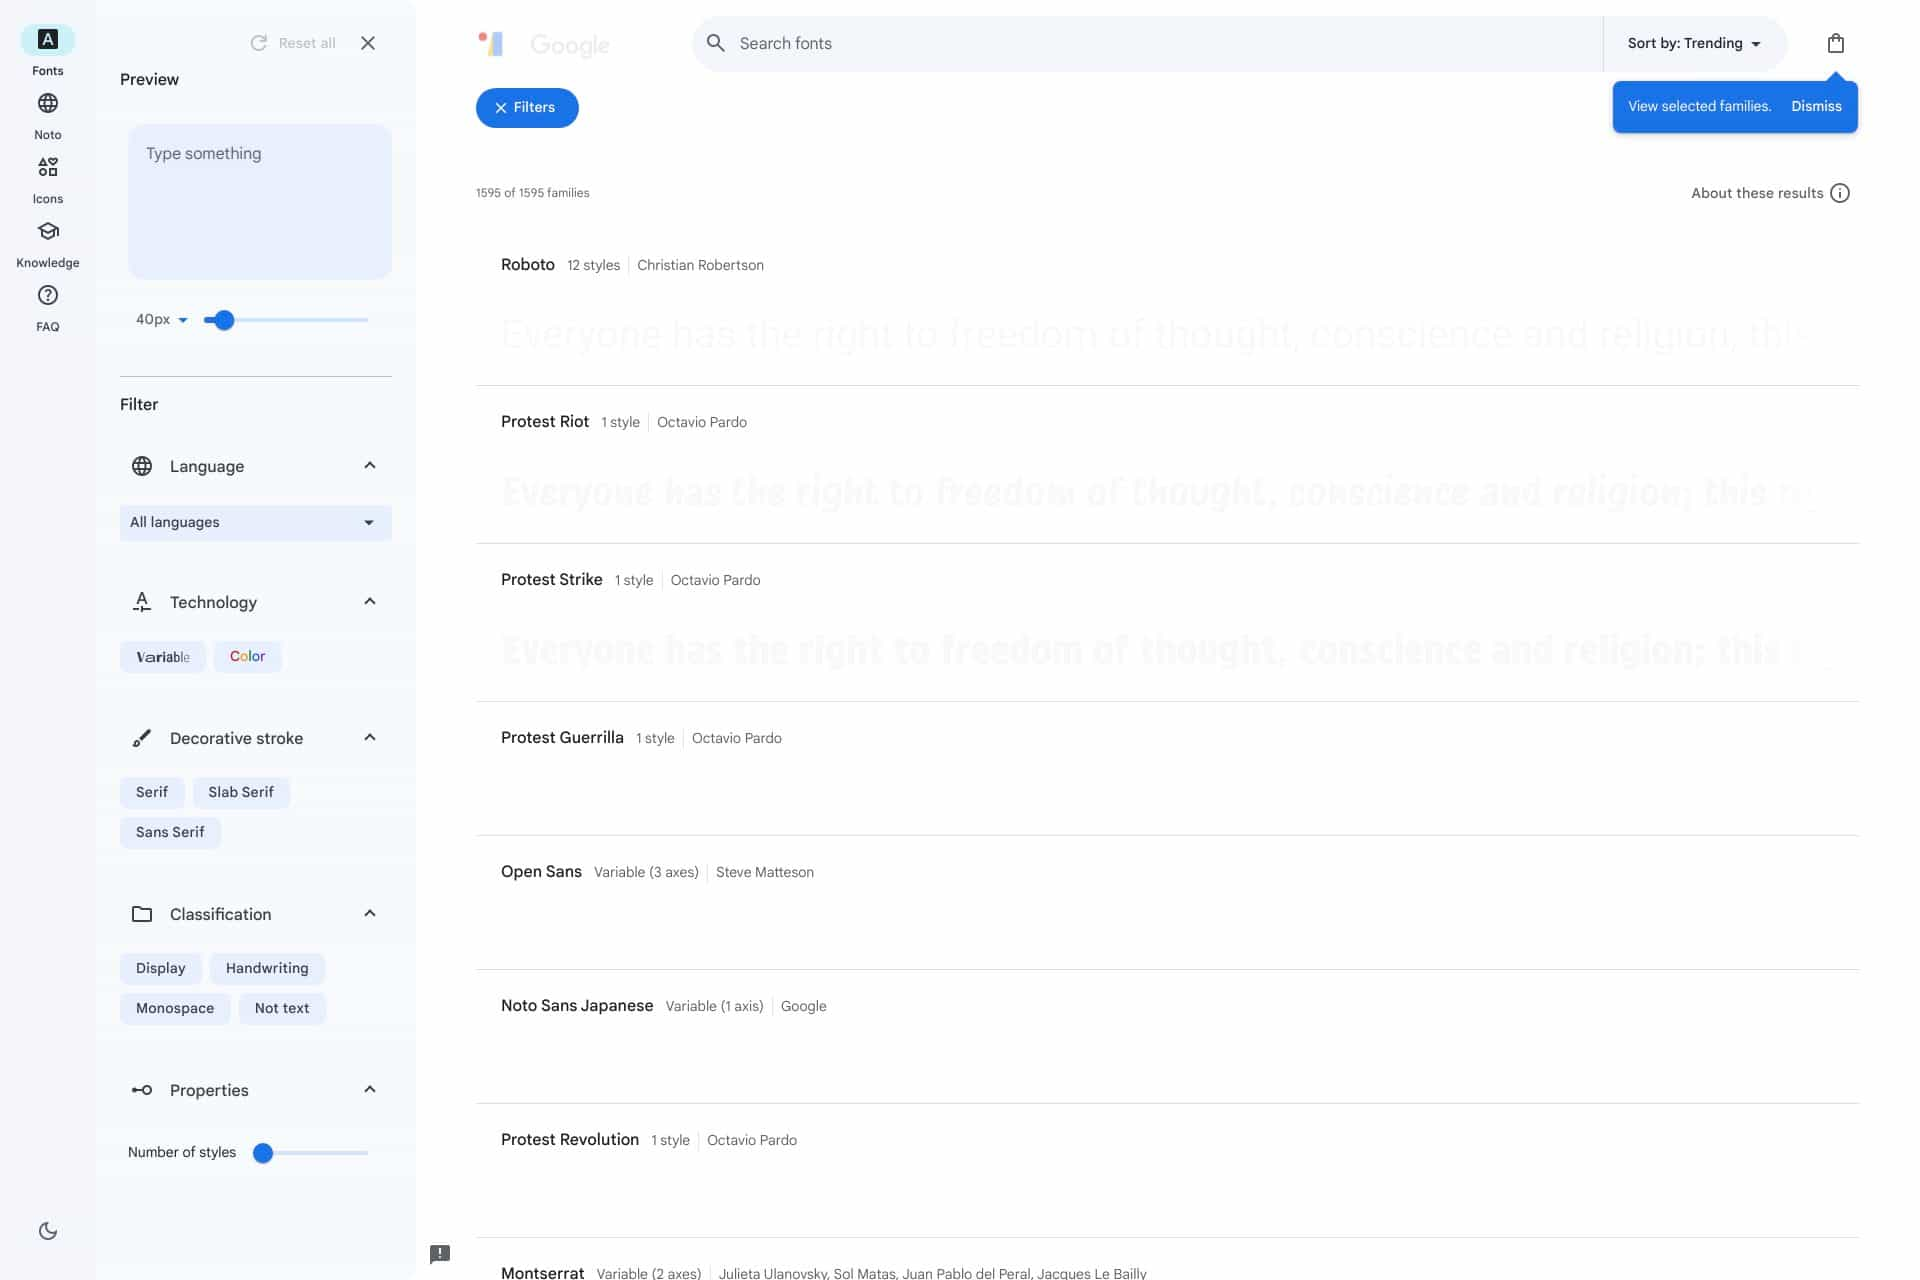 A
Fonts
Noto
Icons
Knowledge
FAQ
Reset all
Preview
Type something
40px
Filter
Language
All languages
Technology
Variable
Color
Decorative stroke
Serif
Slab Serif
Sans Serif
Classification
Display
Handwriting
Monospace
Not text
Properties
Number of styles
Google
Search fonts
Sort by: Trending
Filters
View selected families. Dismiss
1595 of 1595 families
About these results
Roboto 12 styles Christian Robertson
Everyone has the right to freedom of thought, conscience and religion; this
Protest Riot 1 style Octavio Pardo
Everyone has the right to freedom of thought, conscience and religion; this
Protest Strike 1 style Octavio Pardo
Everyone has the right to freedom of thought, conscience and religion; this
Protest Guerrilla 1 style Octavio Pardo
Open Sans Variable (3 axes) Steve Matteson
Noto Sans Japanese Variable (1 axis) Google
Protest Revolution 1 style Octavio Pardo
Montserrat Variable (2 axes) Julieta Ulanovsky, Sol Matas, Juan Pablo del Peral, Jacques Le Bailly